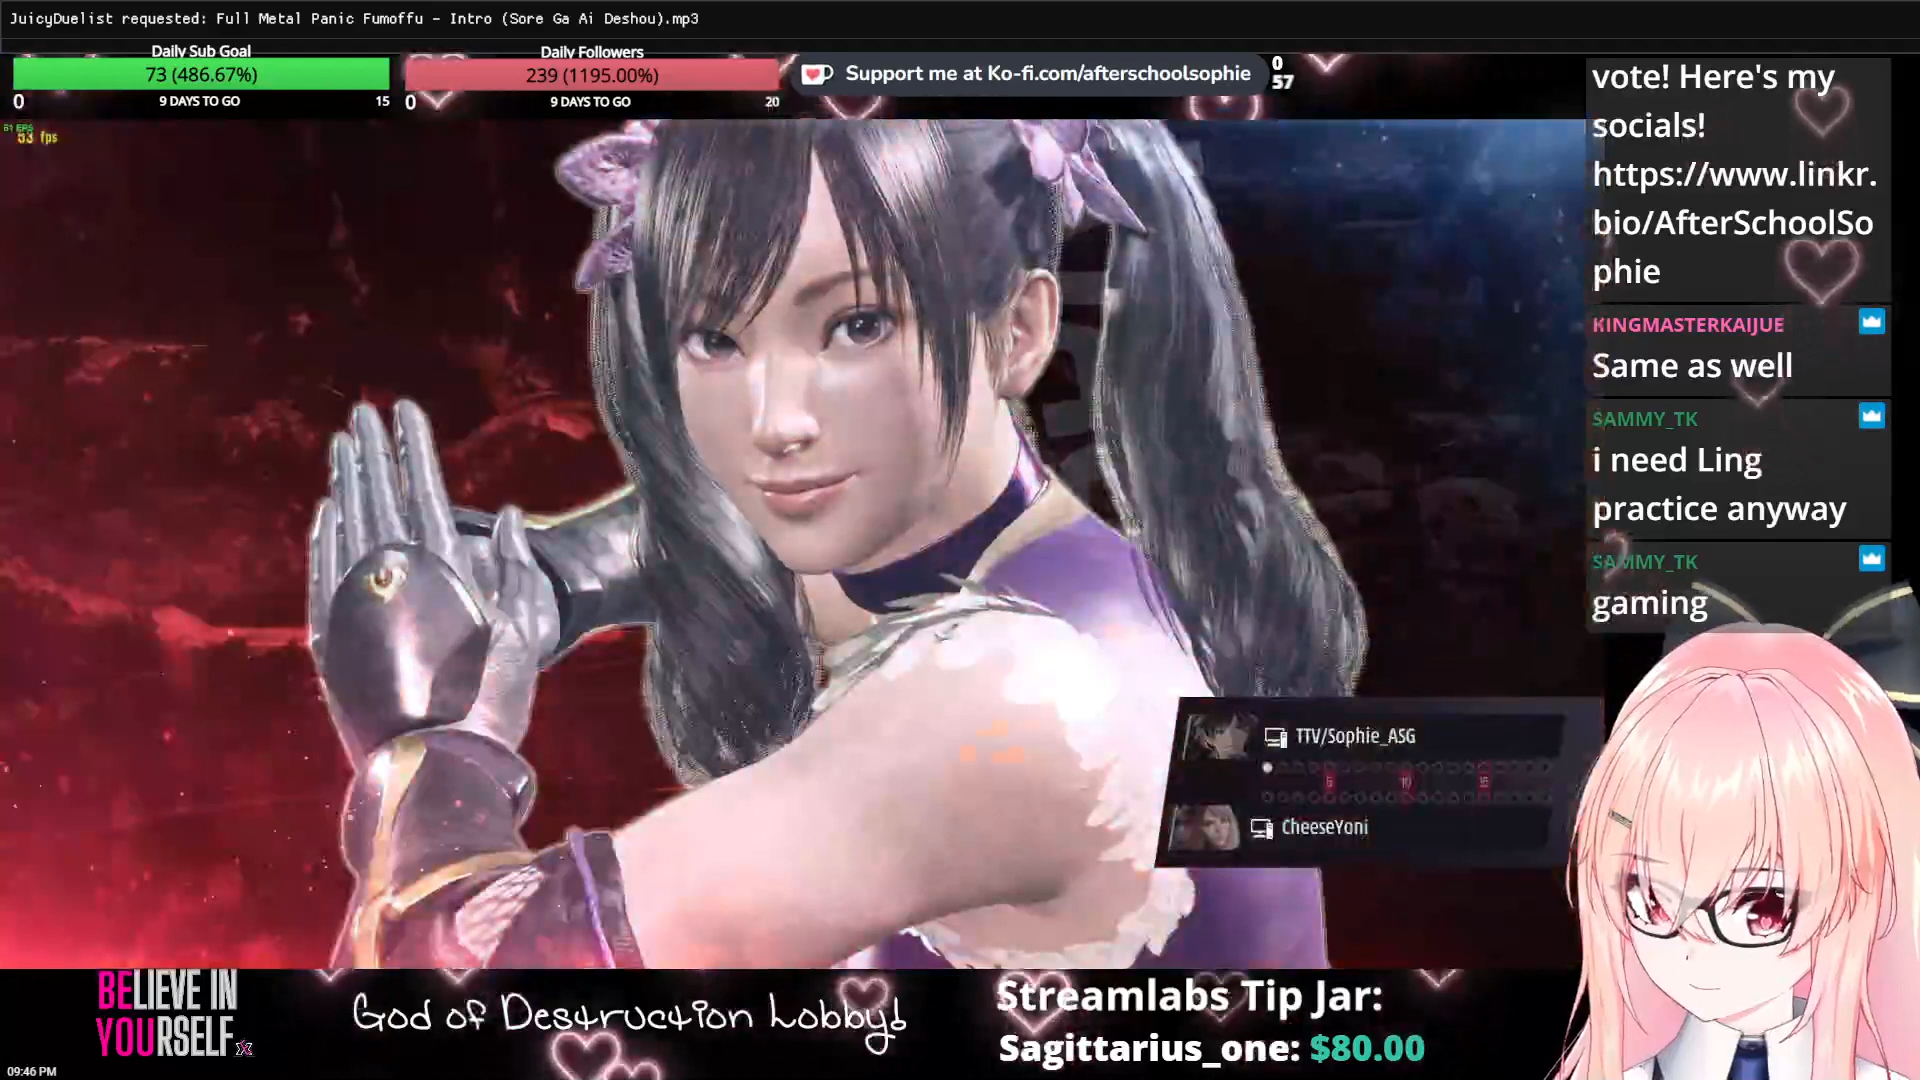 JuicyDuelist requested: Full Metal Panic Fumoffu - Intro (Sore Ga Ai Deshou).mp3
Daily Sub Goal
73 (486.67%)
0
9 DAYS TO GO
15
Daily Followers
239 (1195.00%)
0
9 DAYS TO GO
20
Support me at Ko-fi.com/afterschoolsophie
0
57
53 fps
vote! Here's my
socials!
https://www.linkr.
bio/AfterSchoolSo
phie
KINGMASTERKAIJUE
Same as well
SAMMY_TK
i need Ling
practice anyway
SAMMY_TK
gaming
TTV/Sophie_ASG
5
10
15
CheeseYoni
BELIEVE IN
YOURSELF
God of Destruction Lobby!
Streamlabs Tip Jar:
Sagittarius_one: $80.00
09:46 PM